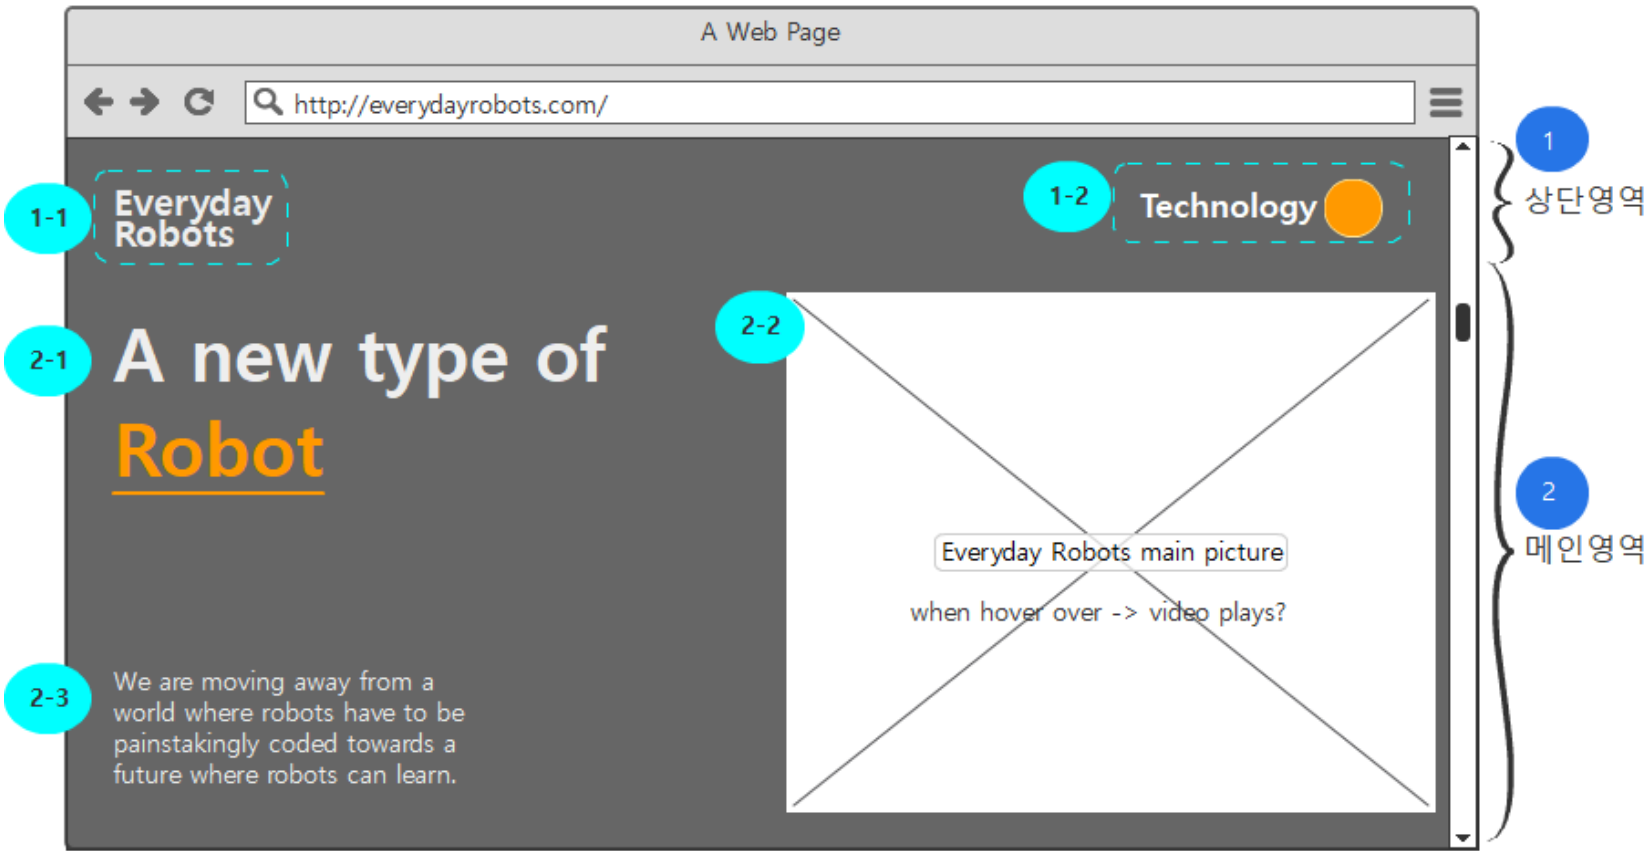 A Web Page
http://everydayrobots.com/
1
상단영역
1-1
Everyday
Robots
1-2
Technology
2-1
A new type of
Robot
2-2
Everyday Robots main picture
when hover over -> video plays?
2
메인영역
2-3
We are moving away from a
world where robots have to be
painstakingly coded towards a
future where robots can learn.